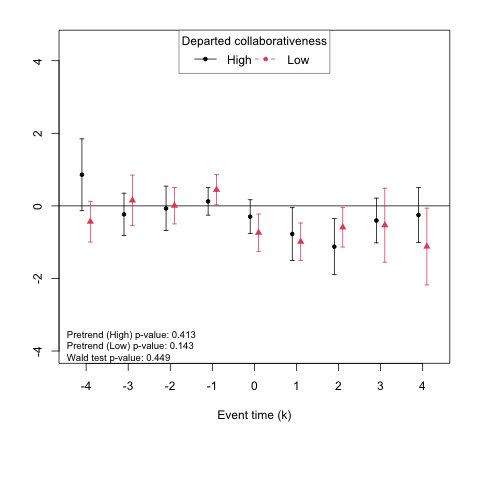 Departed collaborativeness
High Low
4
2
0
-2
-4
Pretrend (High) p-value: 0.413
Pretrend (Low) p-value: 0.143
Wald test p-value: 0.449
-4 -3 -2 -1 0 1 2 3 4
Event time (k)